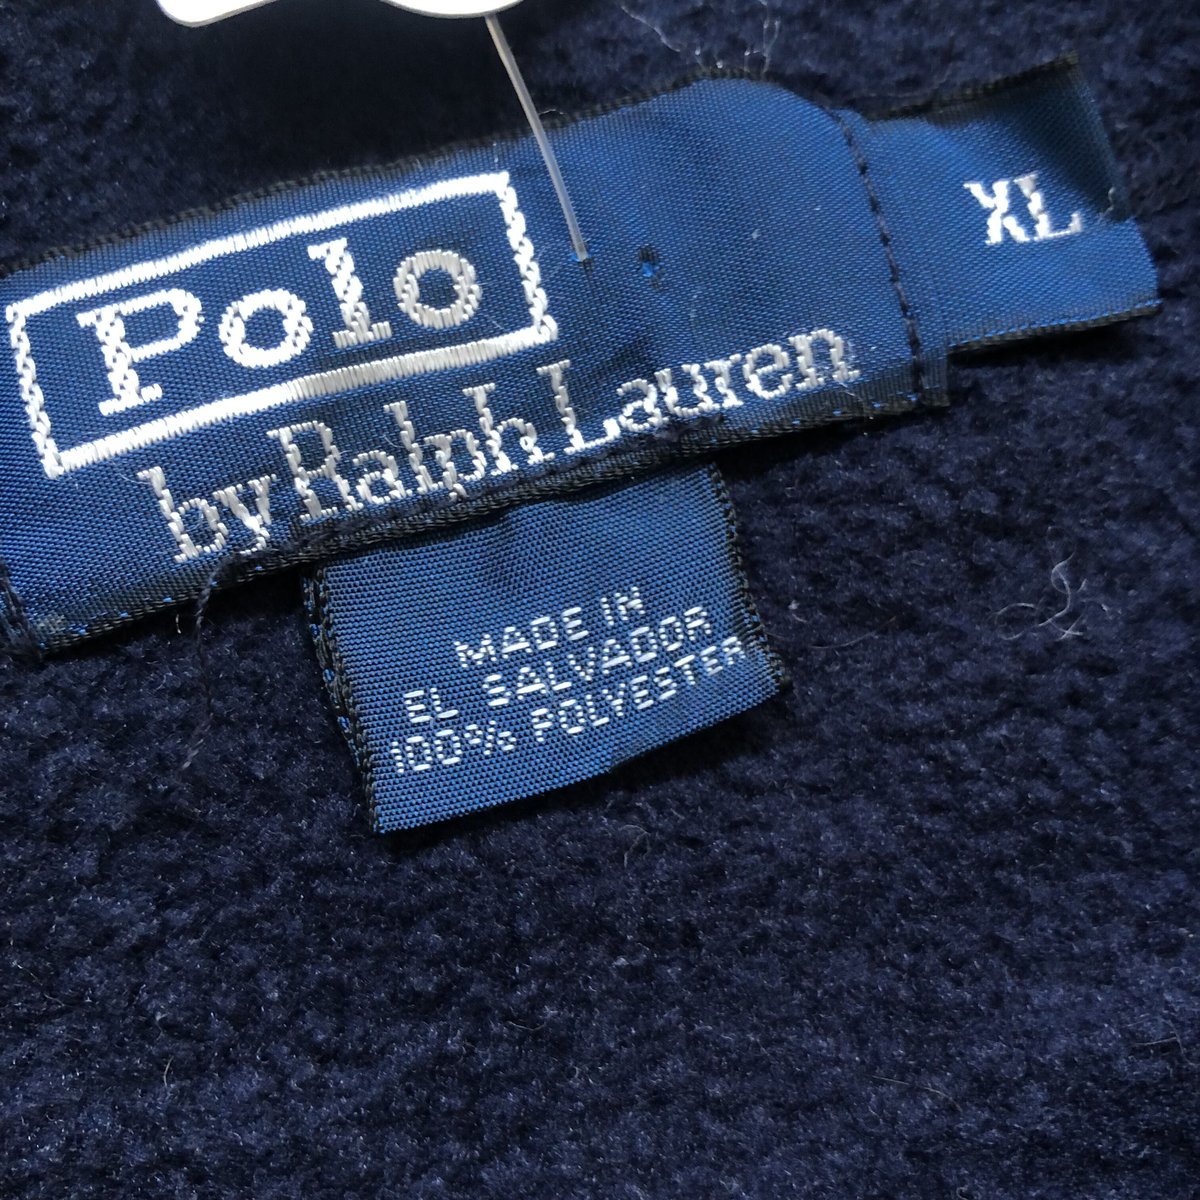 Polo
by Ralph Lauren
XL
MADE IN
EL SALVADOR
100% POLYESTER